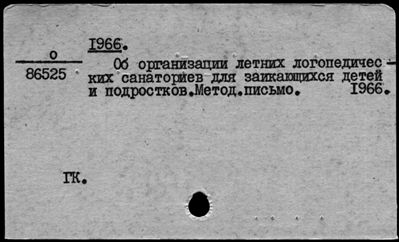 1966.
о
86525
Об организации летних логопедичес-
ких санаториев для заикающихся детей
и подростков.Метод.письмо. 1966.
ГК.